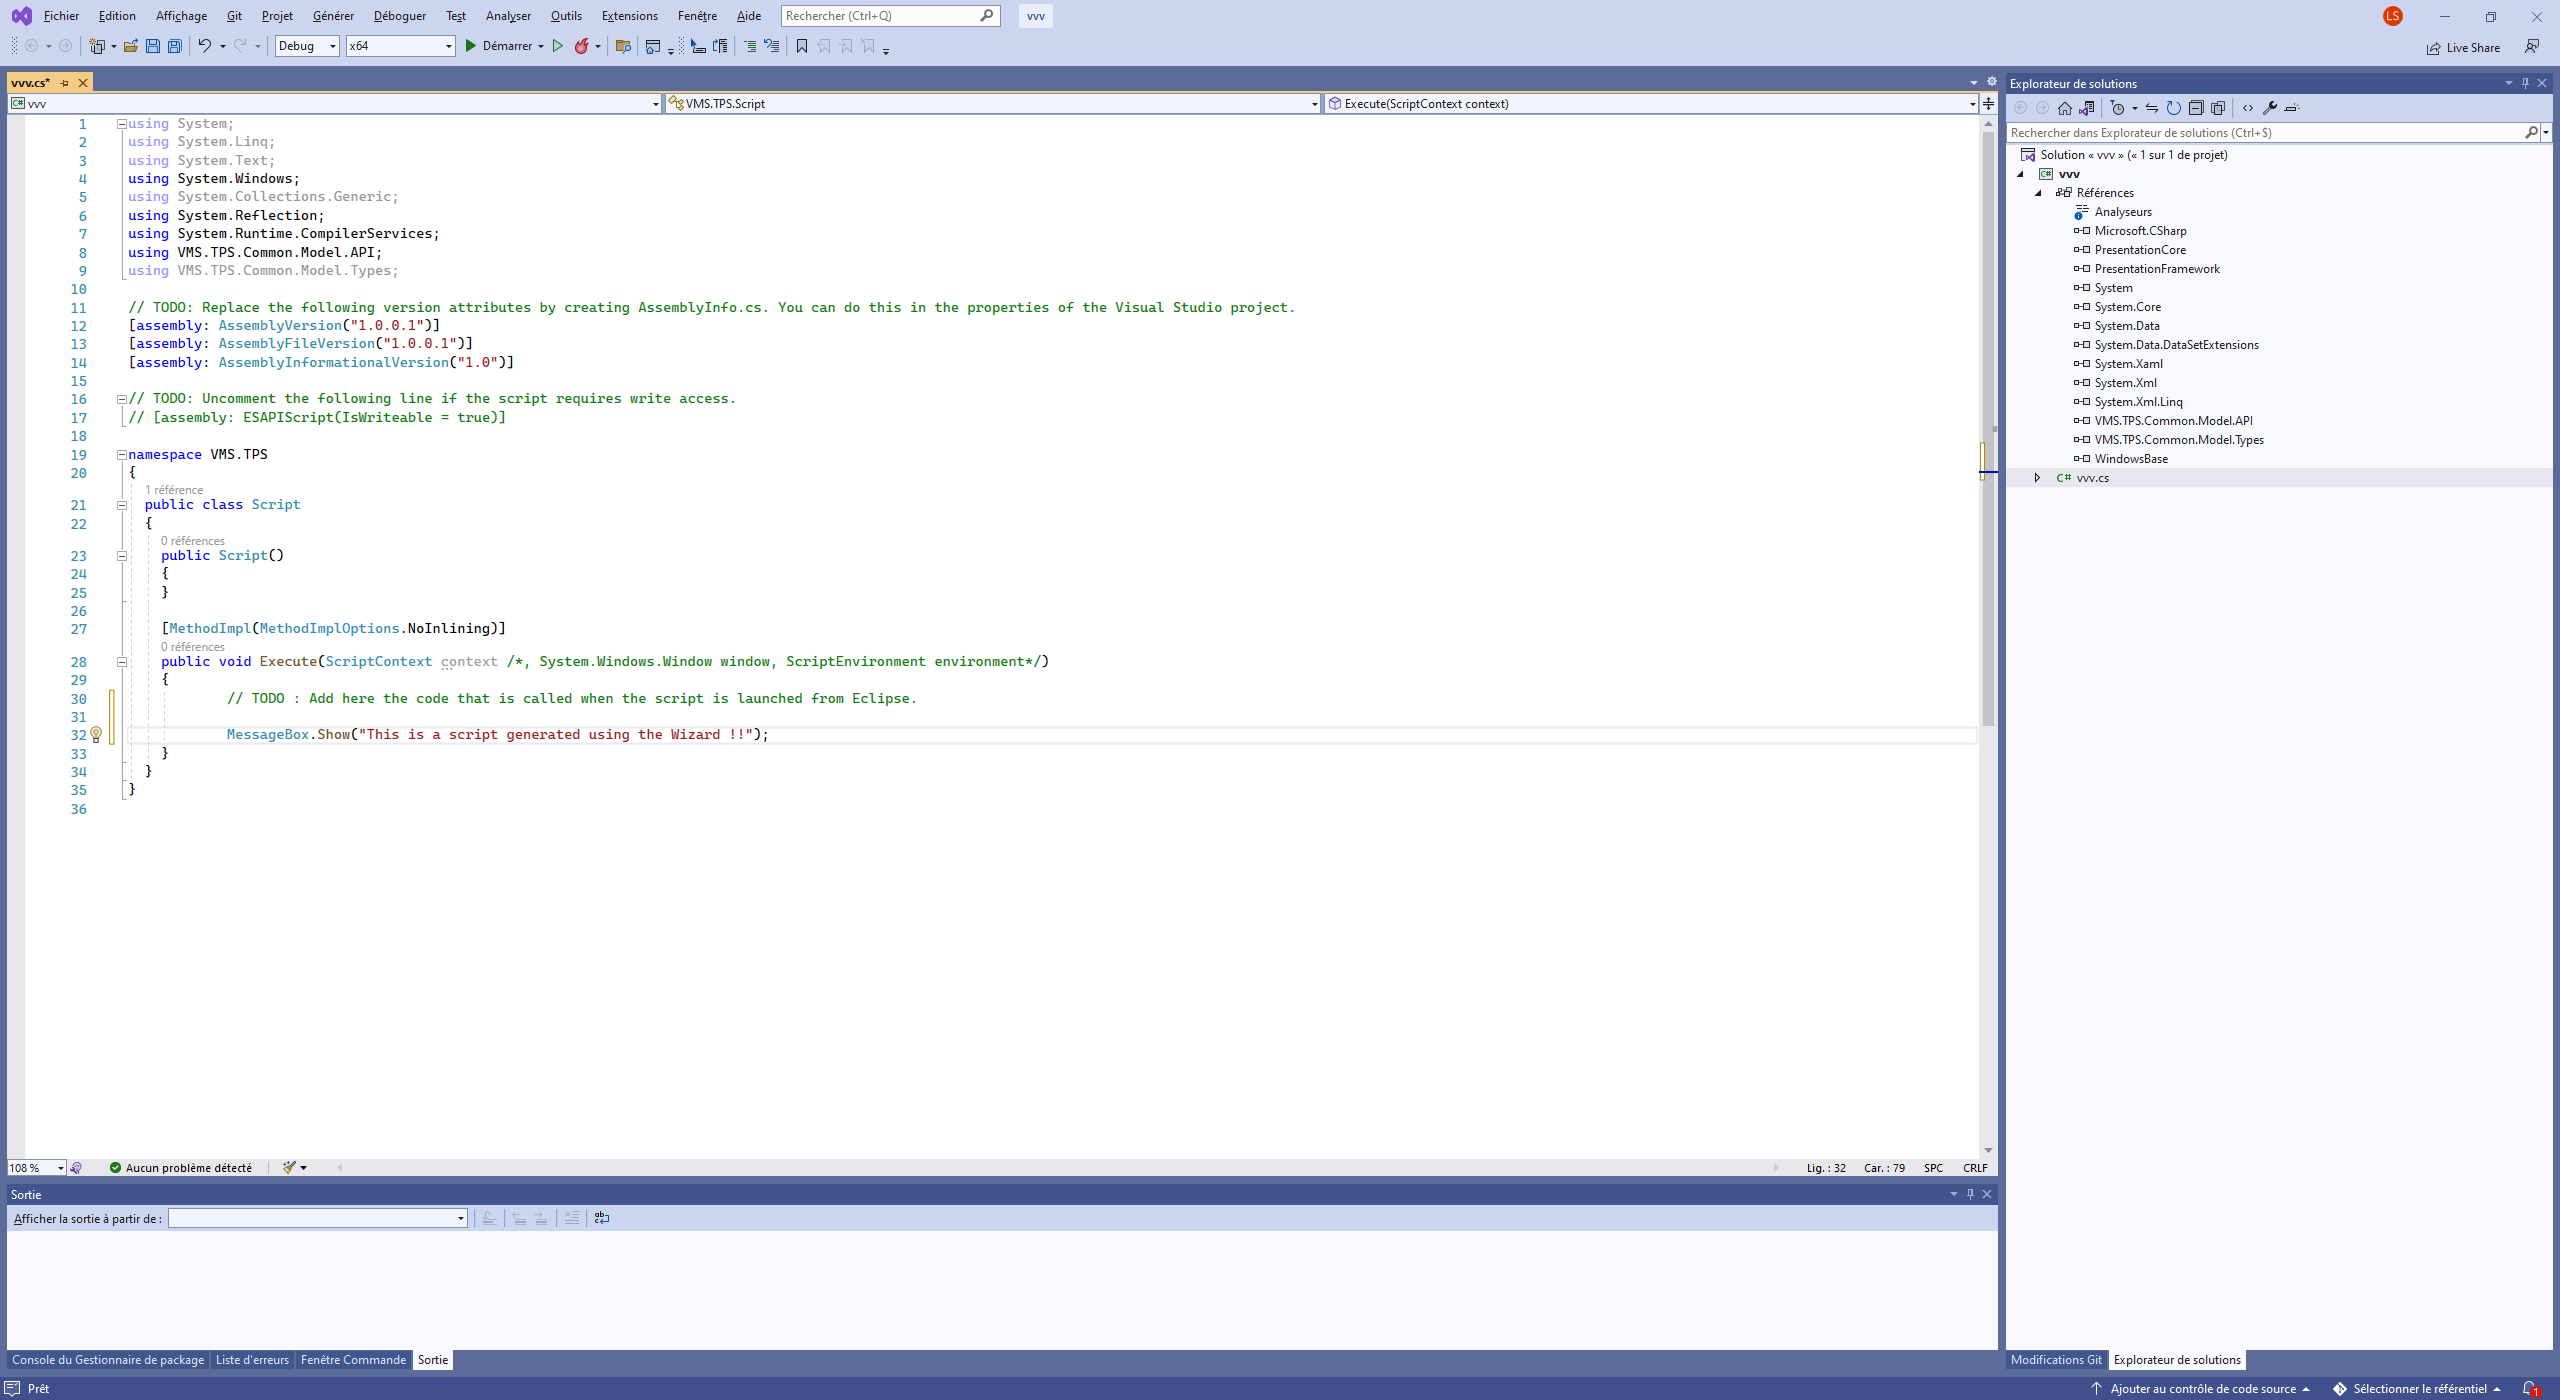 Fichier Edition Affichage Git Projet Générer Déboguer Test Analyser Outils Extensions Fenêtre Aide Rechercher (Ctrl+Q) vvv LS
Debug x64 Démarrer Live Share
vvv.cs*
C# vvv VMS.TPS.Script Execute(ScriptContext context)
1 using System;
2 using System.Linq;
3 using System.Text;
4 using System.Windows;
5 using System.Collections.Generic;
6 using System.Reflection;
7 using System.Runtime.CompilerServices;
8 using VMS.TPS.Common.Model.API;
9 using VMS.TPS.Common.Model.Types;
10
11 // TODO: Replace the following version attributes by creating AssemblyInfo.cs. You can do this in the properties of the Visual Studio project.
12 [assembly: AssemblyVersion("1.0.0.1")]
13 [assembly: AssemblyFileVersion("1.0.0.1")]
14 [assembly: AssemblyInformationalVersion("1.0")]
15
16 // TODO: Uncomment the following line if the script requires write access.
17 // [assembly: ESAPIScript(IsWriteable = true)]
18
19 namespace VMS.TPS
20 {
1 référence
21 public class Script
22 {
0 références
23 public Script()
24 {
25 }
26
27 [MethodImpl(MethodImplOptions.NoInlining)]
0 références
28 public void Execute(ScriptContext context /*, System.Windows.Window window, ScriptEnvironment environment*/)
29 {
30 // TODO : Add here the code that is called when the script is launched from Eclipse.
31
32 MessageBox.Show("This is a script generated using the Wizard !!");
33 }
34 }
35 }
36
108 % Aucun problème détecté Lig. : 32 Car. : 79 SPC CRLF
Sortie
Afficher la sortie à partir de :
Console du Gestionnaire de package Liste d'erreurs Fenêtre Commande Sortie
Explorateur de solutions
Rechercher dans Explorateur de solutions (Ctrl+$)
Solution « vvv » (« 1 sur 1 de projet)
C# vvv
Références
Analyseurs
Microsoft.CSharp
PresentationCore
PresentationFramework
System
System.Core
System.Data
System.Data.DataSetExtensions
System.Xaml
System.Xml
System.Xml.Linq
VMS.TPS.Common.Model.API
VMS.TPS.Common.Model.Types
WindowsBase
C# vvv.cs
Modifications Git Explorateur de solutions
Prêt Ajouter au contrôle de code source Sélectionner le référentiel 1